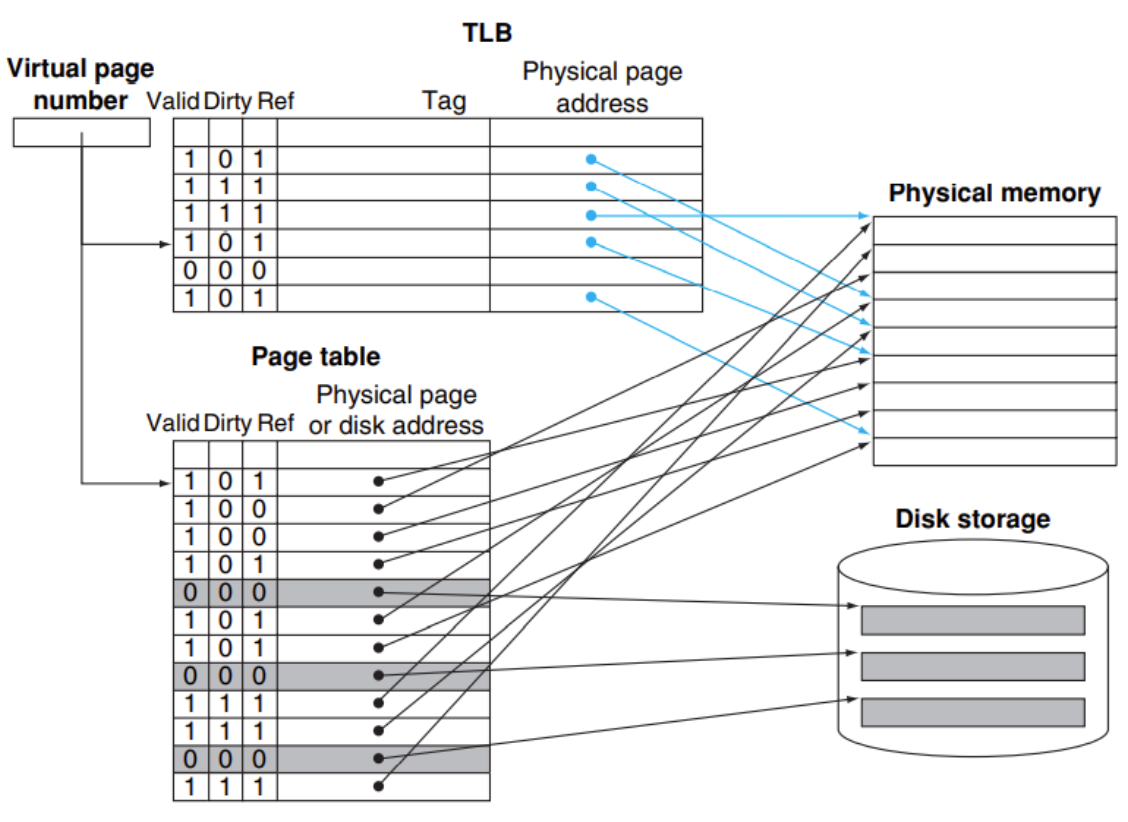 TLB
Virtual page
number
Valid Dirty Ref
Tag
Physical page
address
1 0 1
1 1 1
1 1 1
1 0 1
0 0 0
1 0 1
Physical memory
Page table
Physical page
Valid Dirty Ref or disk address
1 0 1
1 0 0
1 0 0
1 0 1
0 0 0
1 0 1
1 0 1
0 0 0
1 1 1
1 1 1
0 0 0
1 1 1
Disk storage